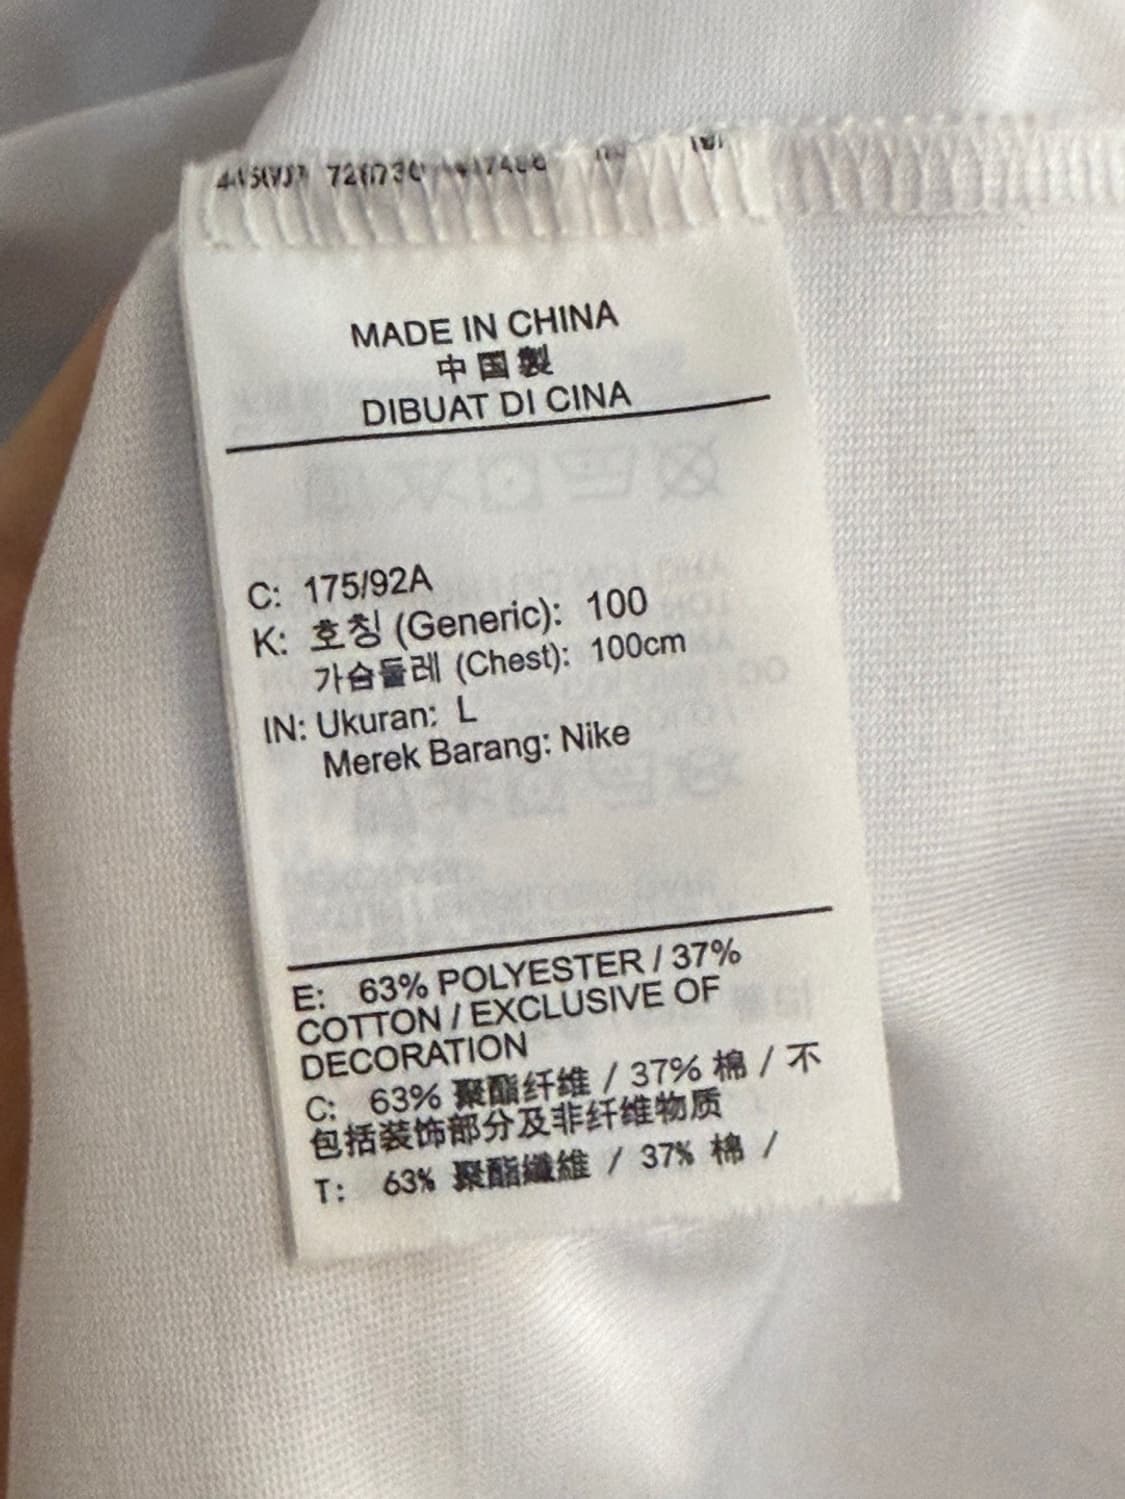 MADE IN CHINA
中国製
DIBUAT DI CINA
C: 175/92A
K: 호칭 (Generic): 100
가슴둘레 (Chest): 100cm
IN: Ukuran: L
Merek Barang: Nike
E: 63% POLYESTER / 37%
COTTON / EXCLUSIVE OF
DECORATION
C: 63% 聚酯纤维 / 37% 棉 / 不
包括装饰部分及非纤维物质
T: 63% 聚酯纖維 / 37% 棉 /